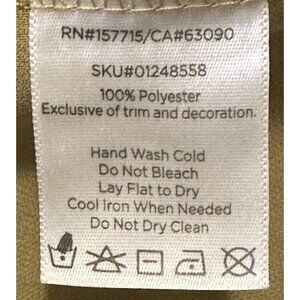 RN#157715/CA#63090
SKU#01248558
100% Polyester
Exclusive of trim and decoration.
Hand Wash Cold
Do Not Bleach
Lay Flat to Dry
Cool Iron When Needed
Do Not Dry Clean